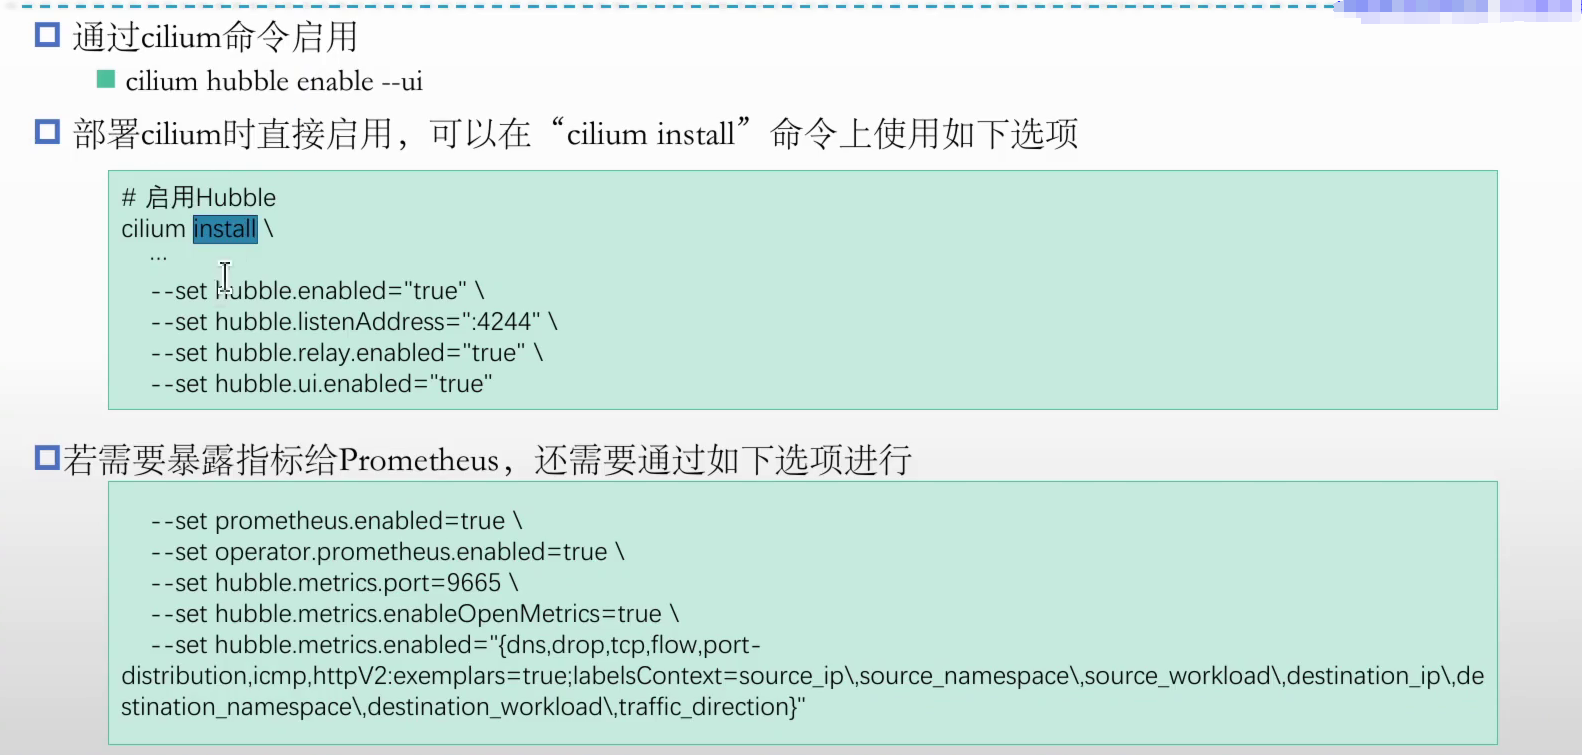 通过cilium命令启用
cilium hubble enable --ui
部署cilium时直接启用，可以在“cilium install”命令上使用如下选项
# 启用Hubble
cilium install \
...
--set hubble.enabled="true" \
--set hubble.listenAddress=":4244" \
--set hubble.relay.enabled="true" \
--set hubble.ui.enabled="true"
若需要暴露指标给Prometheus，还需要通过如下选项进行
--set prometheus.enabled=true \
--set operator.prometheus.enabled=true \
--set hubble.metrics.port=9665 \
--set hubble.metrics.enableOpenMetrics=true \
--set hubble.metrics.enabled="{dns,drop,tcp,flow,port-
distribution,icmp,httpV2:exemplars=true;labelsContext=source_ip\,source_namespace\,source_workload\,destination_ip\,de
stination_namespace\,destination_workload\,traffic_direction}"